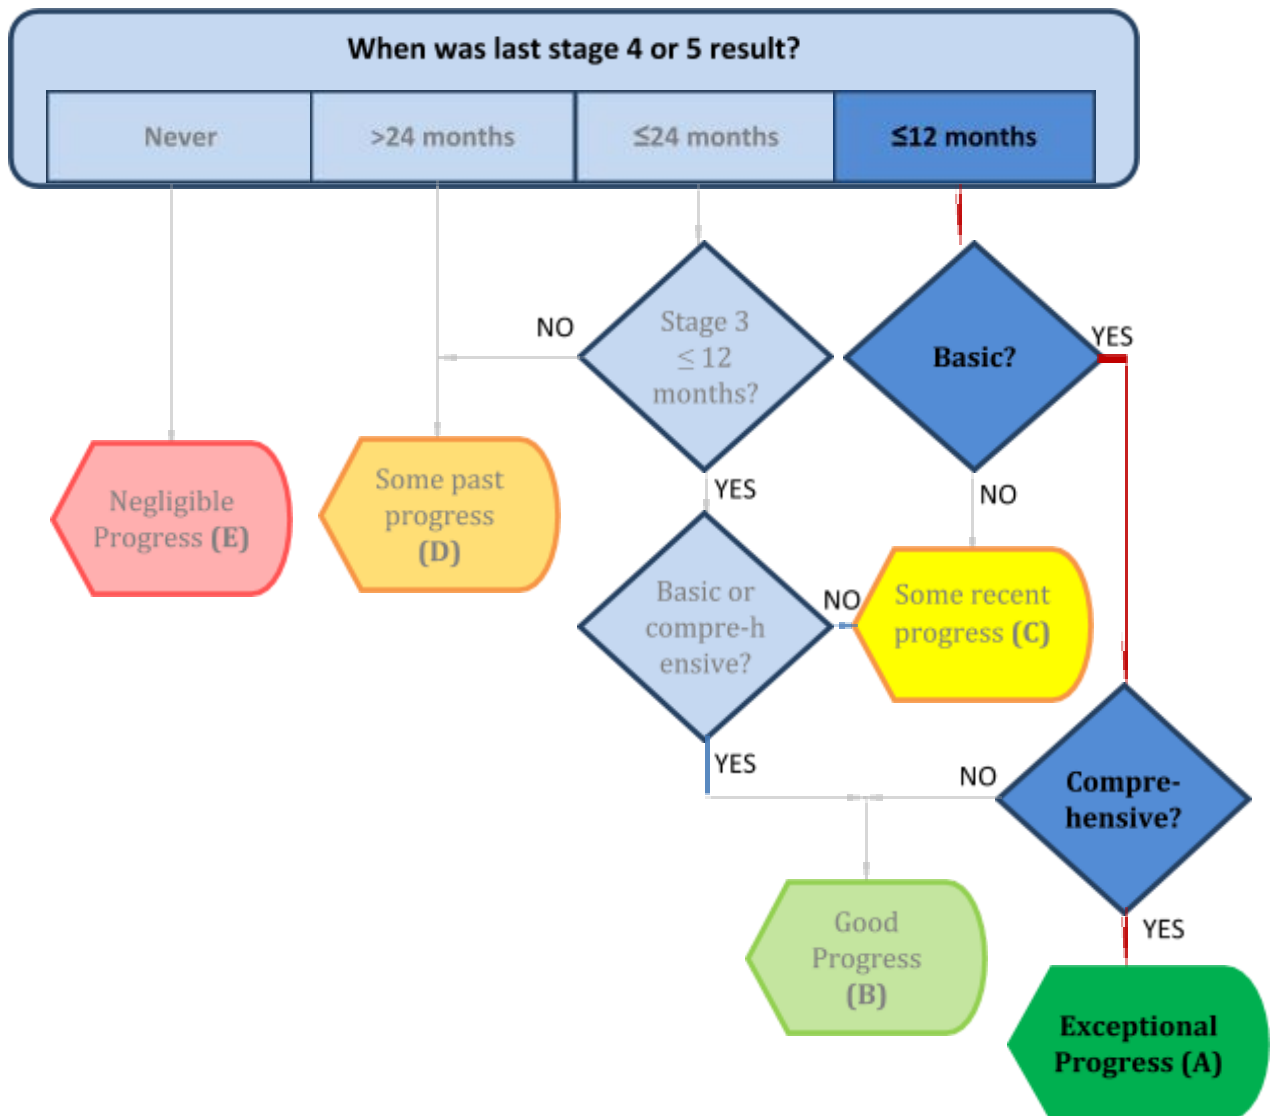 When was last stage 4 or 5 result?
Never
>24 months
≤24 months
≤12 months
NO
Stage 3
≤ 12
months?
Basic?
YES
YES
NO
Negligible
Progress (E)
Some past
progress
(D)
Basic or
compre-h
ensive?
NO
Some recent
progress (C)
YES
NO
Compre-
hensive?
YES
Good
Progress
(B)
Exceptional
Progress (A)